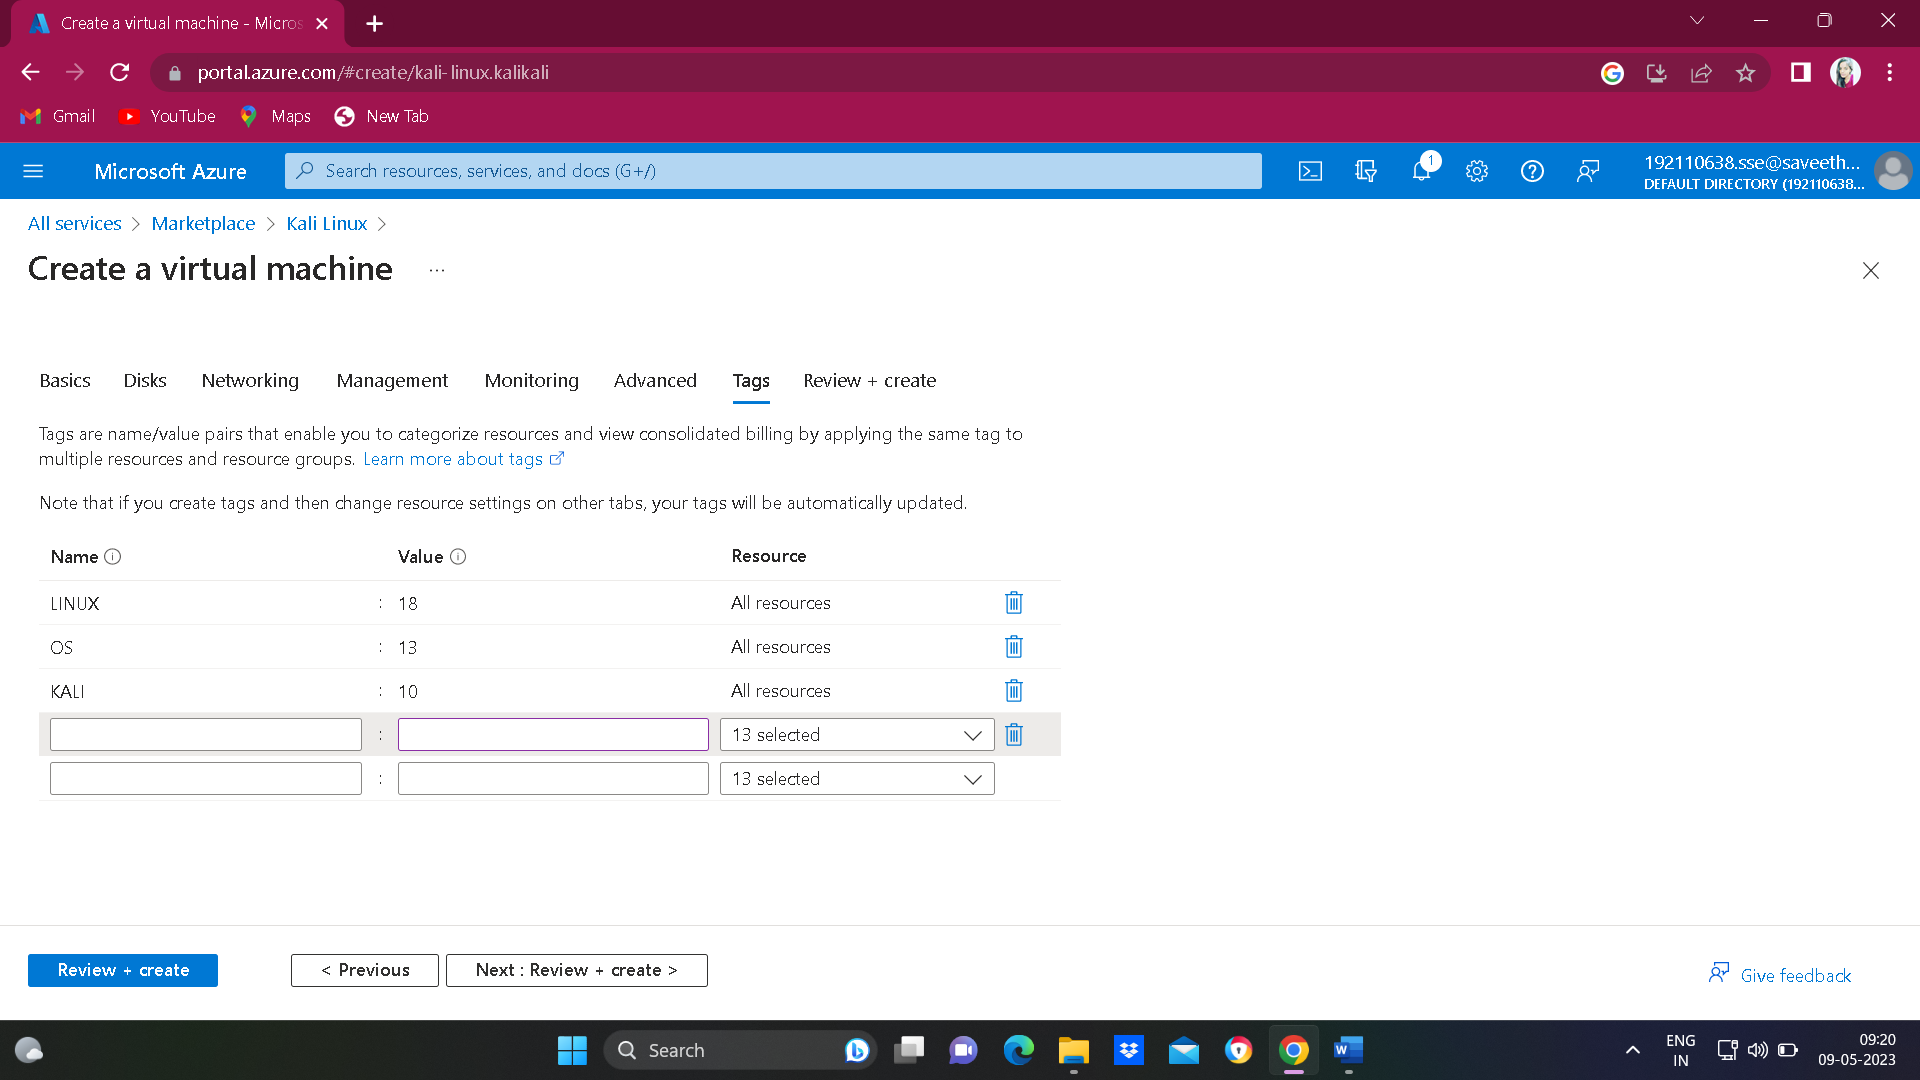 Create a virtual machine - Micros
portal.azure.com/#create/kali-linux.kalikali
Gmail YouTube Maps New Tab
Microsoft Azure
Search resources, services, and docs (G+/)
1
192110638.sse@saveeth...
DEFAULT DIRECTORY (192110638...
All services > Marketplace > Kali Linux >
Create a virtual machine ...
Basics Disks Networking Management Monitoring Advanced Tags Review + create
Tags are name/value pairs that enable you to categorize resources and view consolidated billing by applying the same tag to
multiple resources and resource groups. Learn more about tags
Note that if you create tags and then change resource settings on other tabs, your tags will be automatically updated.
Name Value Resource
LINUX : 18 All resources
OS : 13 All resources
KALI : 10 All resources
: 13 selected
: 13 selected
Review + create < Previous Next : Review + create >
Give feedback
Search
ENG
IN
09:20
09-05-2023